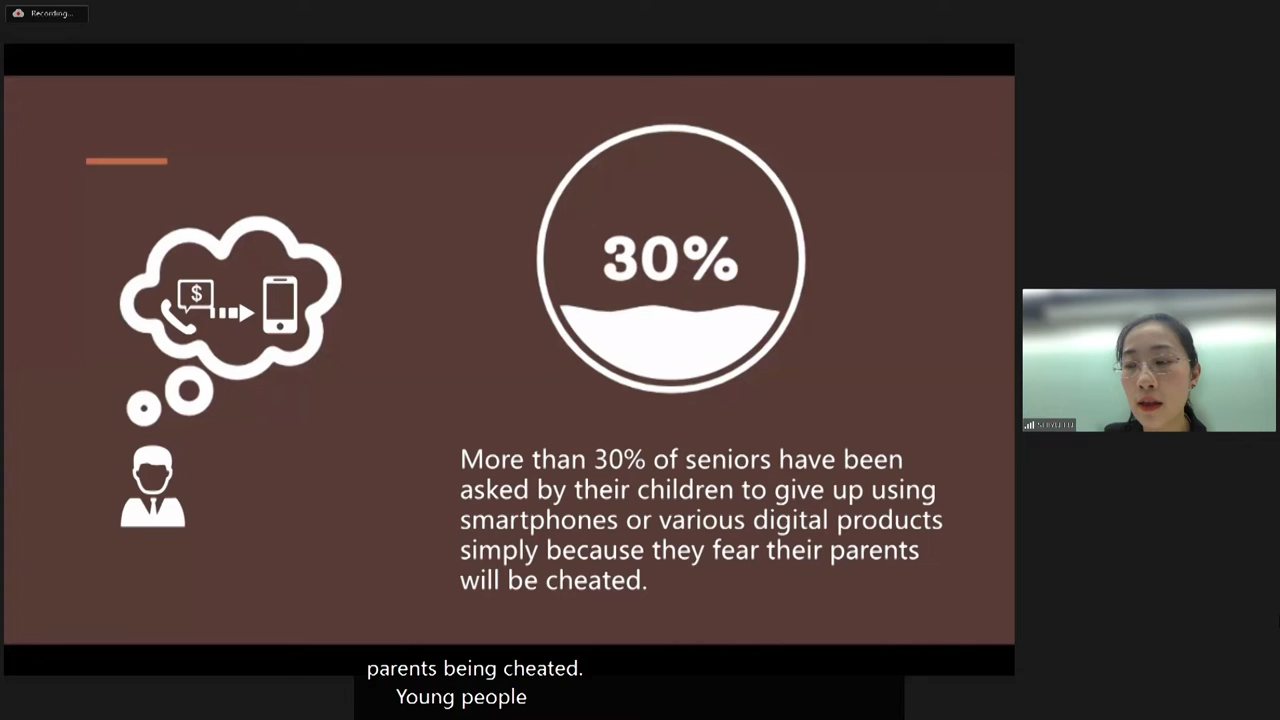 Recording...
30%
$
More than 30% of seniors have been
asked by their children to give up using
smartphones or various digital products
simply because they fear their parents
will be cheated.
parents being cheated.
Young people